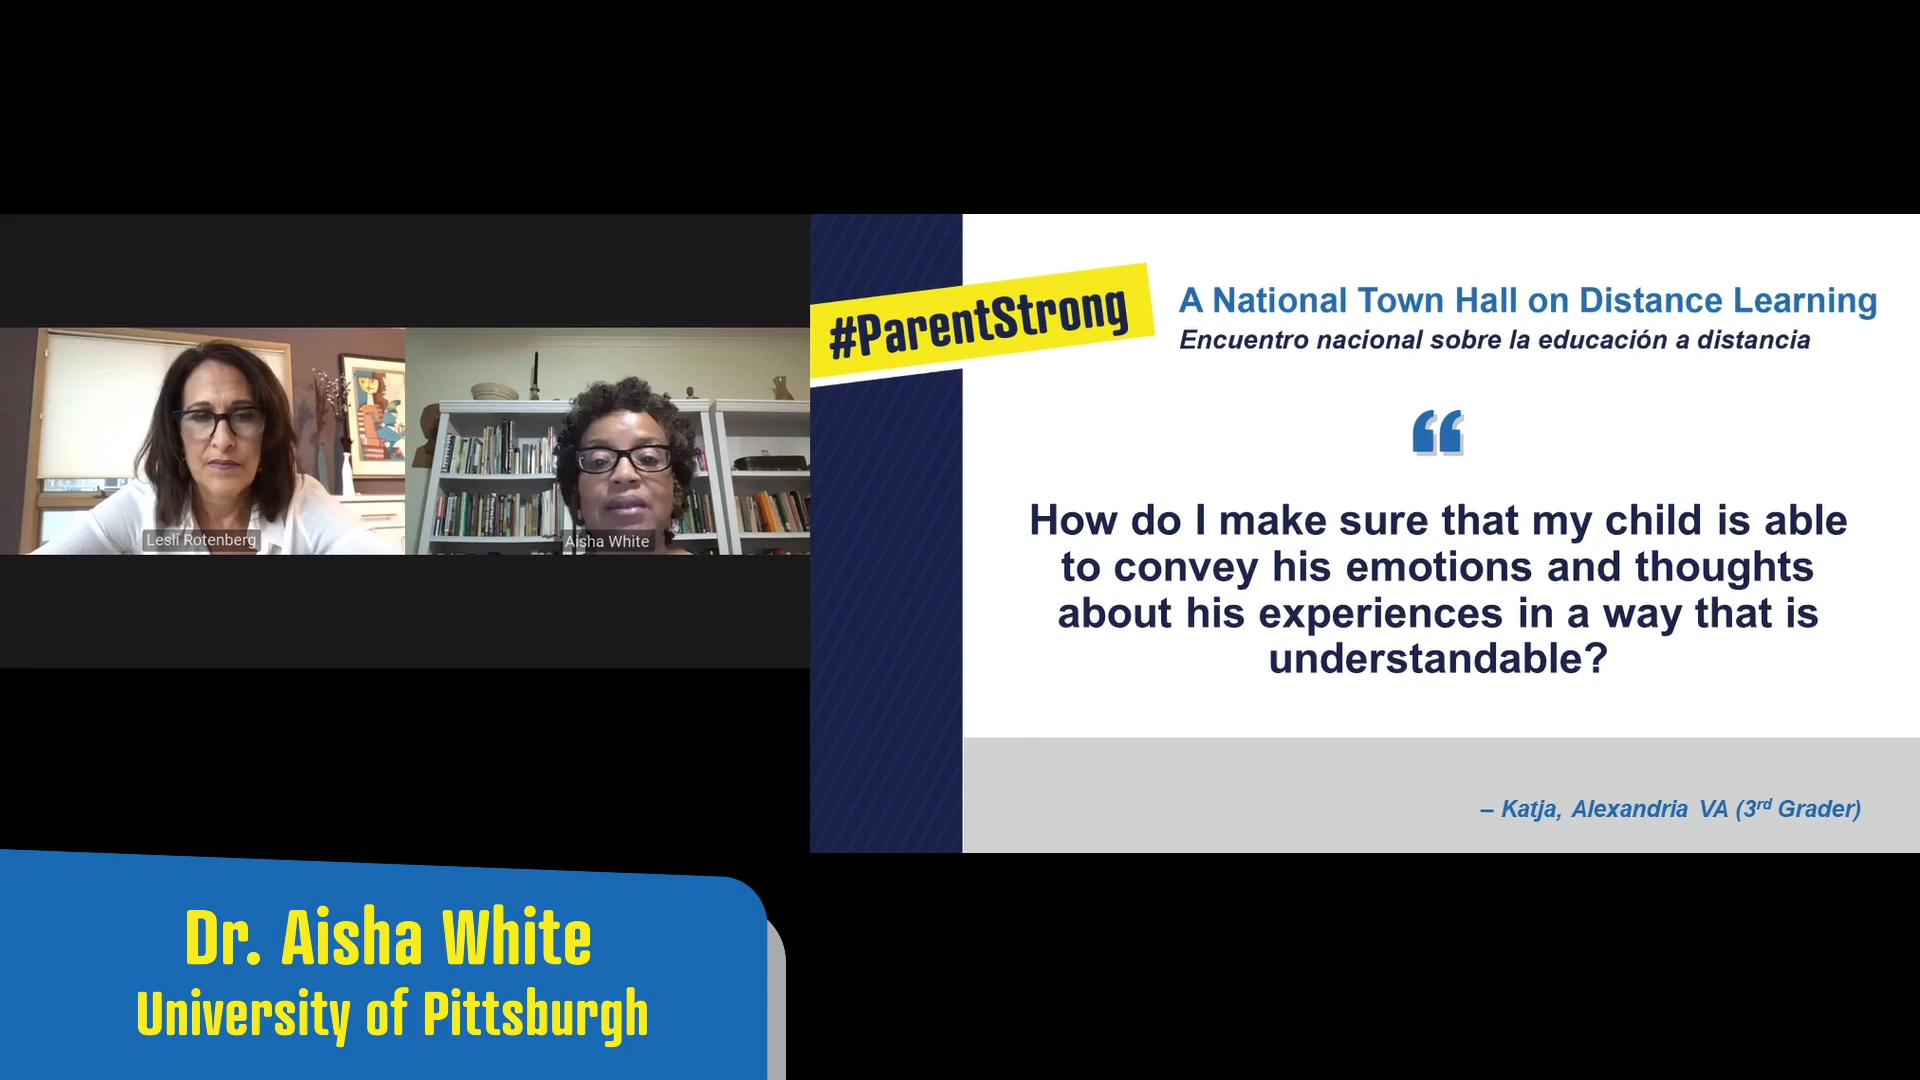 #ParentStrong
A National Town Hall on Distance Learning
Encuentro nacional sobre la educación a distancia
“
How do I make sure that my child is able
to convey his emotions and thoughts
about his experiences in a way that is
understandable?
– Katja, Alexandria VA (3rd Grader)
Lesli Rotenberg
Aisha White
Dr. Aisha White
University of Pittsburgh